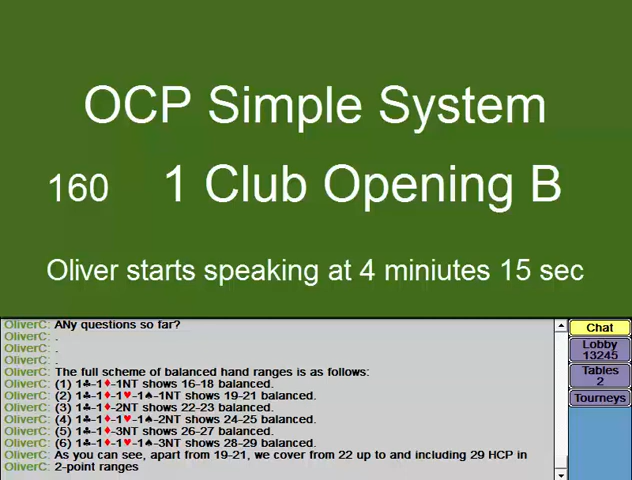 OCP Simple System
160 1 Club Opening B
Oliver starts speaking at 4 miniutes 15 sec
OliverC: ANy questions so far?
OliverC: .
OliverC: .
OliverC: .
OliverC: The full scheme of balanced hand ranges is as follows:
OliverC: (1) 1♣-1♦-1NT shows 16-18 balanced.
OliverC: (2) 1♣-1♦-1♥-1♠-1NT shows 19-21 balanced.
OliverC: (3) 1♣-1♦-2NT shows 22-23 balanced.
OliverC: (4) 1♣-1♦-1♥-1♠-2NT shows 24-25 balanced.
OliverC: (5) 1♣-1♦-3NT shows 26-27 balanced.
OliverC: (6) 1♣-1♦-1♥-1♠-3NT shows 28-29 balanced.
OliverC: As you can see, apart from 19-21, we cover from 22 up to and including 29 HCP in
OliverC: 2-point ranges
Chat
Lobby
13245
Tables
2
Tourneys